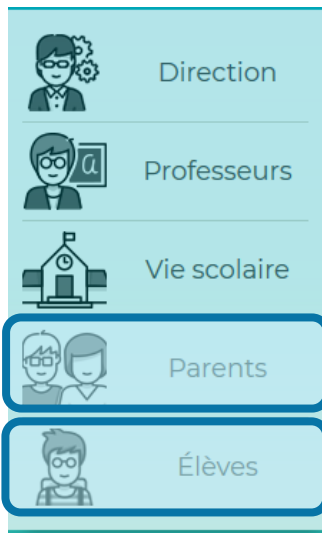 Direction
a
Professeurs
Vie scolaire
Parents
Élèves